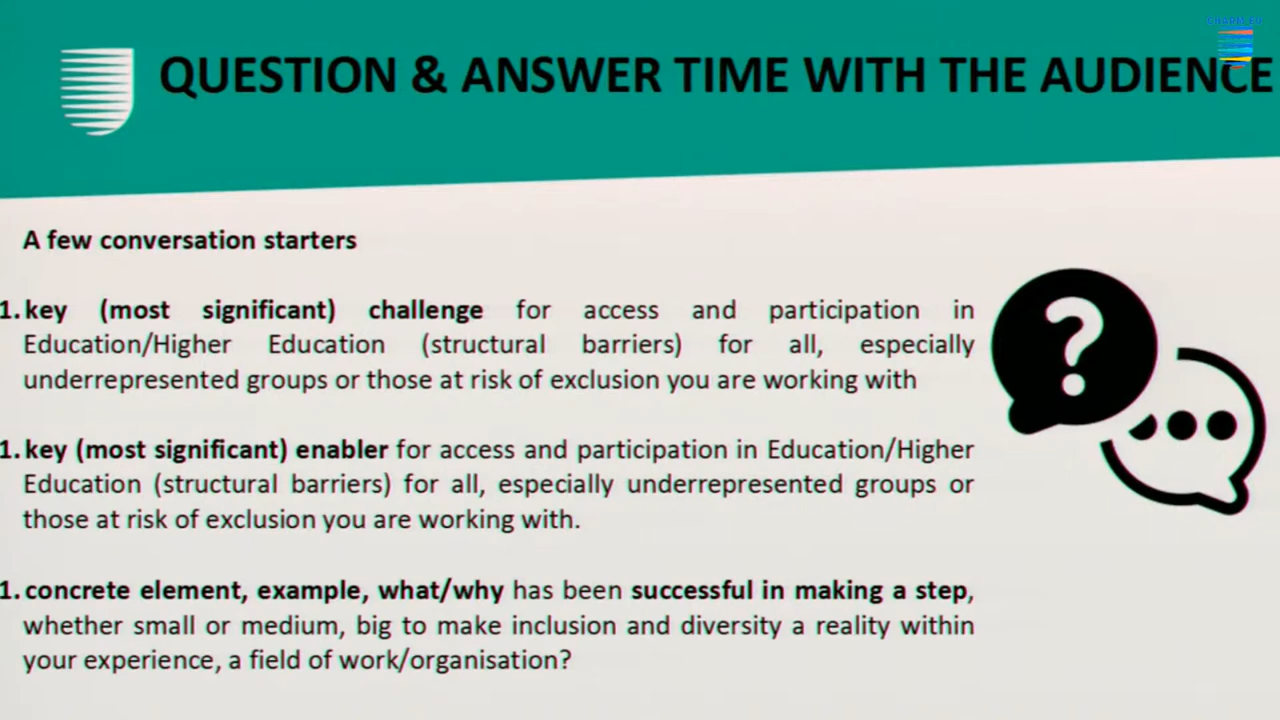 CHARM-EU
QUESTION & ANSWER TIME WITH THE AUDIENCE
A few conversation starters
1. key (most significant) challenge for access and participation in
Education/Higher Education (structural barriers) for all, especially
underrepresented groups or those at risk of exclusion you are working with
1. key (most significant) enabler for access and participation in Education/Higher
Education (structural barriers) for all, especially underrepresented groups or
those at risk of exclusion you are working with.
1. concrete element, example, what/why has been successful in making a step,
whether small or medium, big to make inclusion and diversity a reality within
your experience, a field of work/organisation?